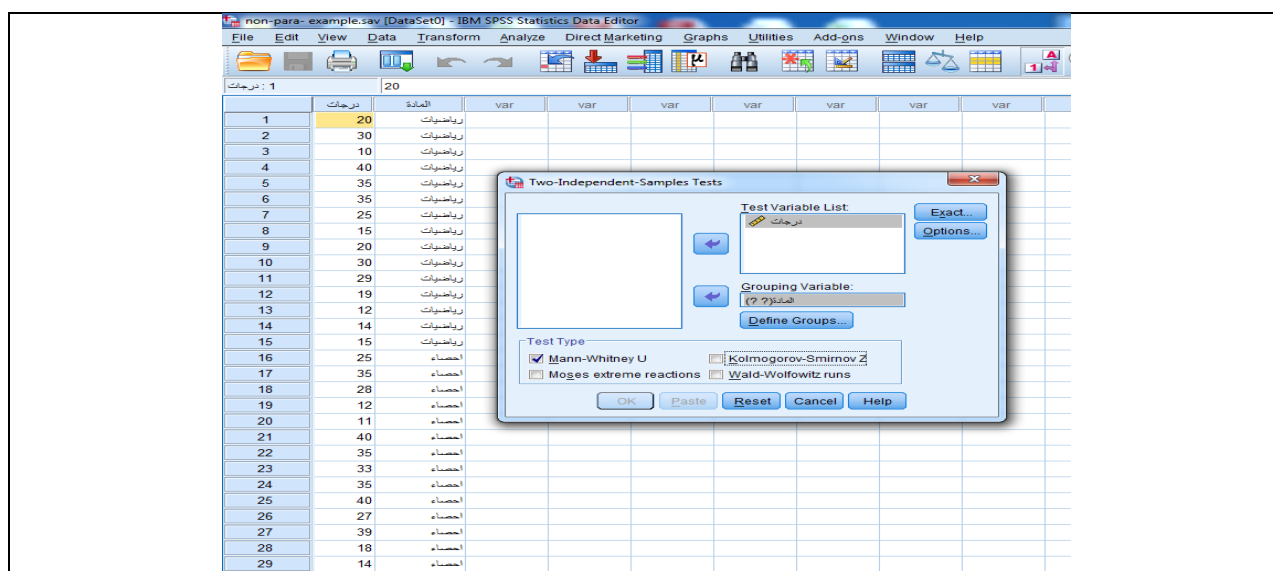 non-para- example.sav [DataSet0] - IBM SPSS Statistics Data Editor
File Edit View Data Transform Analyze Direct Marketing Graphs Utilities Add-ons Window Help
1 : درجات 20
درجات المادة var var var var var var var
1 20 رياضيات
2 30 رياضيات
3 10 رياضيات
4 40 رياضيات
5 35 رياضيات
6 35 رياضيات
7 25 رياضيات
8 15 رياضيات
9 20 رياضيات
10 30 رياضيات
11 29 رياضيات
12 19 رياضيات
13 12 رياضيات
14 14 رياضيات
15 15 رياضيات
16 25 احصاء
17 35 احصاء
18 28 احصاء
19 12 احصاء
20 11 احصاء
21 40 احصاء
22 35 احصاء
23 33 احصاء
24 35 احصاء
25 40 احصاء
26 27 احصاء
27 39 احصاء
28 18 احصاء
29 14 احصاء
Two-Independent-Samples Tests
Test Variable List:
درجات
Exact...
Options...
Grouping Variable:
المادة(? ?)
Define Groups...
Test Type
Mann-Whitney U Kolmogorov-Smirnov Z
Moses extreme reactions Wald-Wolfowitz runs
OK Paste Reset Cancel Help